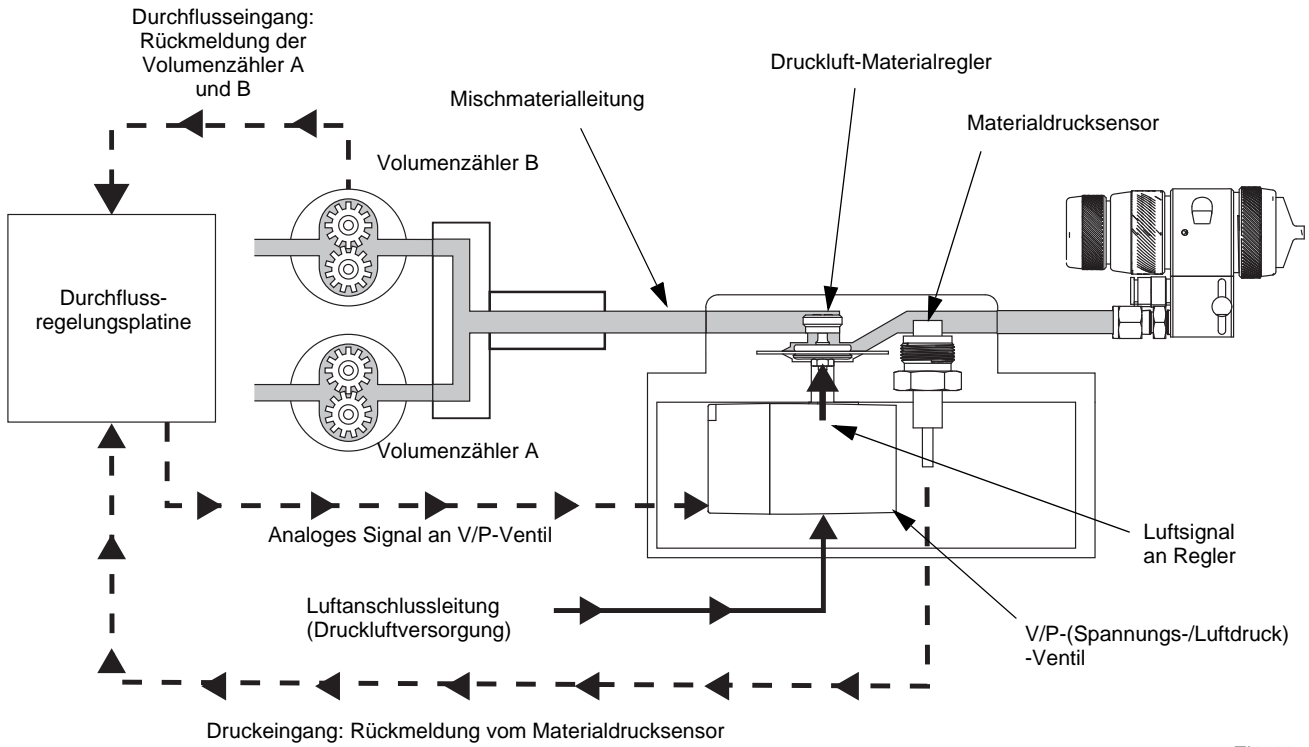 Durchflusseingang:
Rückmeldung der
Volumenzähler A
und B
Druckluft-Materialregler
Mischmaterialleitung
Materialdrucksensor
Volumenzähler B
Durchfluss-
regelungsplatine
Volumenzähler A
Analoges Signal an V/P-Ventil
Luftsignal
an Regler
Luftanschlussleitung
(Druckluftversorgung)
V/P-(Spannungs-/Luftdruck)
-Ventil
Druckeingang: Rückmeldung vom Materialdrucksensor